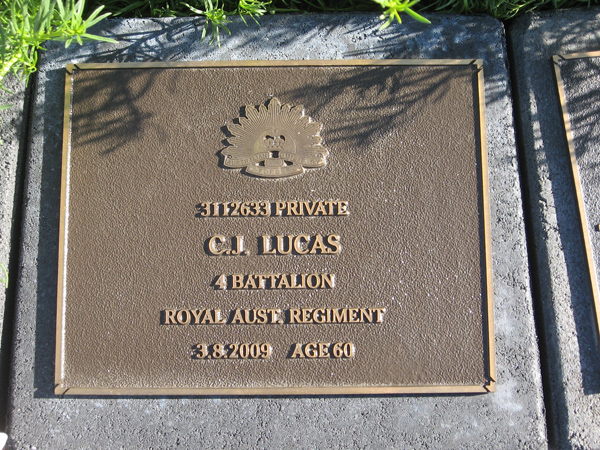 3112633 PRIVATE
C.J. LUCAS
4 BATTALION
ROYAL AUST. REGIMENT
3.8.2009 AGE 60